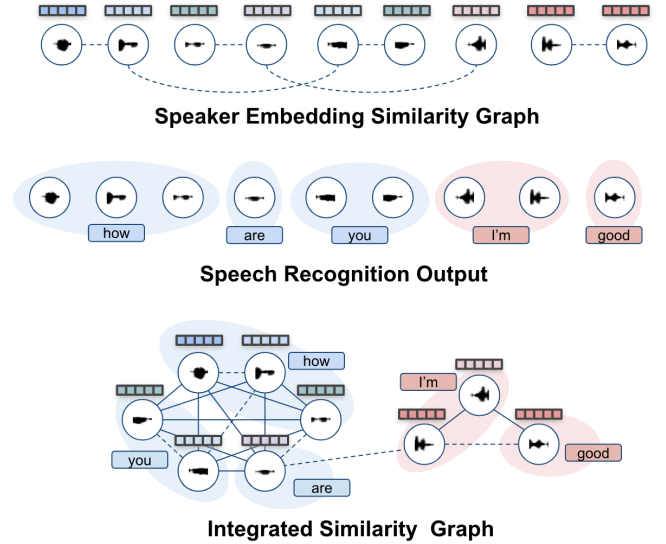 Speaker Embedding Similarity Graph
how
are
you
I'm
good
Speech Recognition Output
how
I'm
you
are
good
Integrated Similarity Graph